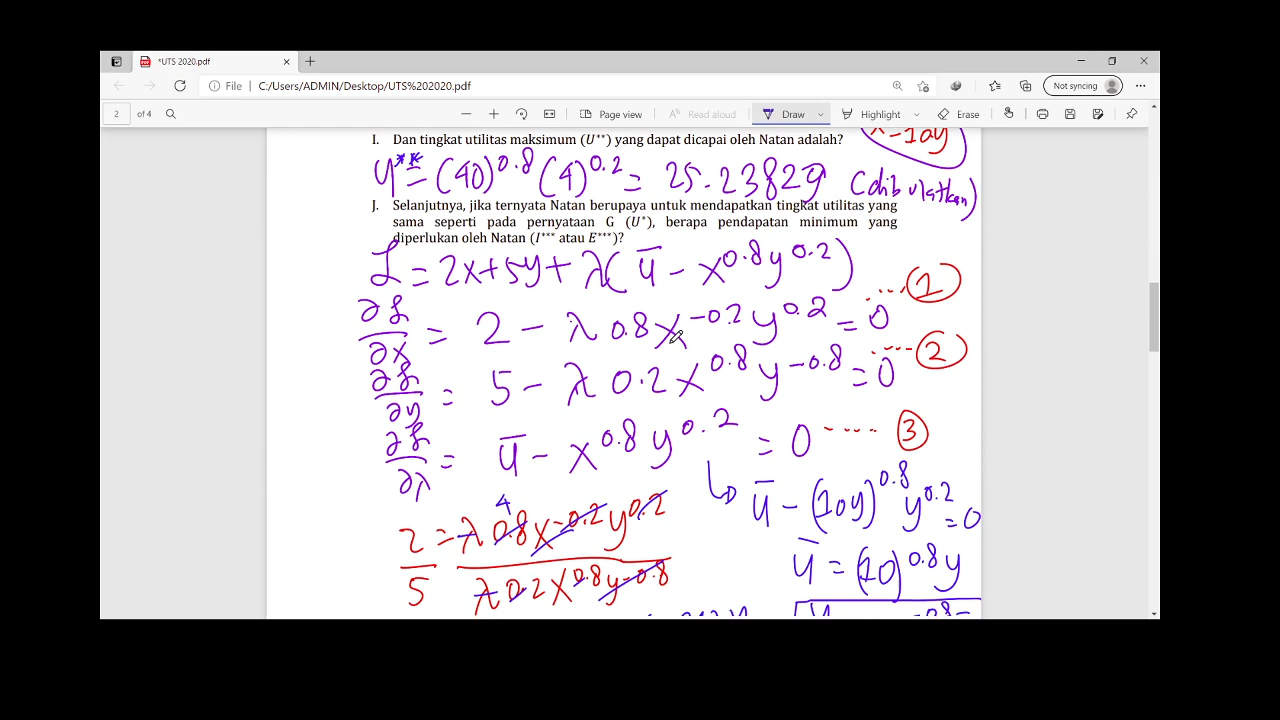 *UTS 2020.pdf
File C:/Users/ADMIN/Desktop/UTS%202020.pdf Not syncing
2 of 4 Page view Read aloud Draw Highlight Erase
I. Dan tingkat utilitas maksimum (U**) yang dapat dicapai oleh Natan adalah?
U** = (40)^0.8 (4)^0.2 = 25.23829 (dibulatkan)
J. Selanjutnya, jika ternyata Natan berupaya untuk mendapatkan tingkat utilitas yang
sama seperti pada pernyataan G (U*), berapa pendapatan minimum yang
diperlukan oleh Natan (I*** atau E***)?
ℒ = 2x+5y+ λ(U̅ - x^0.8 y^0.2)
∂ℒ/∂x = 2 - λ 0.8x^-0.2 y^0.2 = 0 .... ①
∂ℒ/∂y = 5 - λ 0.2 x^0.8 y^-0.8 = 0 .... ②
∂ℒ/∂λ = U̅ - x^0.8 y^0.2 = 0 .... ③
U̅ - (10y)^0.8 y^0.2 = 0
4
2/5 = λ 0.8x^-0.2 y^0.2 / λ 0.2 x^0.8 y^-0.8
U̅ = (10)^0.8 y